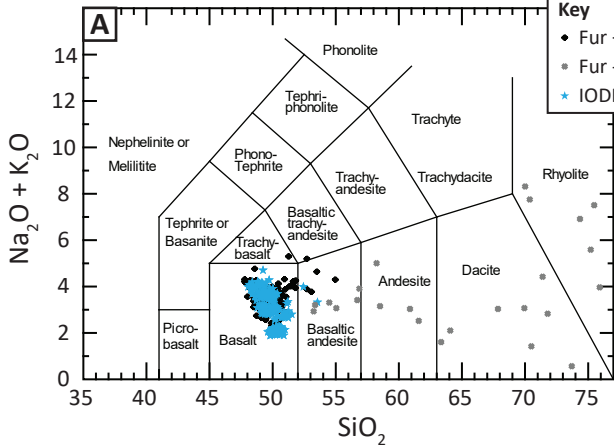 A
Key
Fur -
Fur -
IODI
Phonolite
Tephri-
phonolite
Trachyte
Nephelinite or
Melilitite
Phono-
Tephrite
Trachy-
andesite
Trachydacite
Rhyolite
Tephrite or
Basanite
Basaltic
trachy-
andesite
Trachy-
basalt
Andesite
Dacite
Picro-
basalt
Basalt
Basaltic
andesite
Na₂O + K₂O
14
12
10
8
6
4
2
0
35 40 45 50 55 60 65 70 75
SiO₂